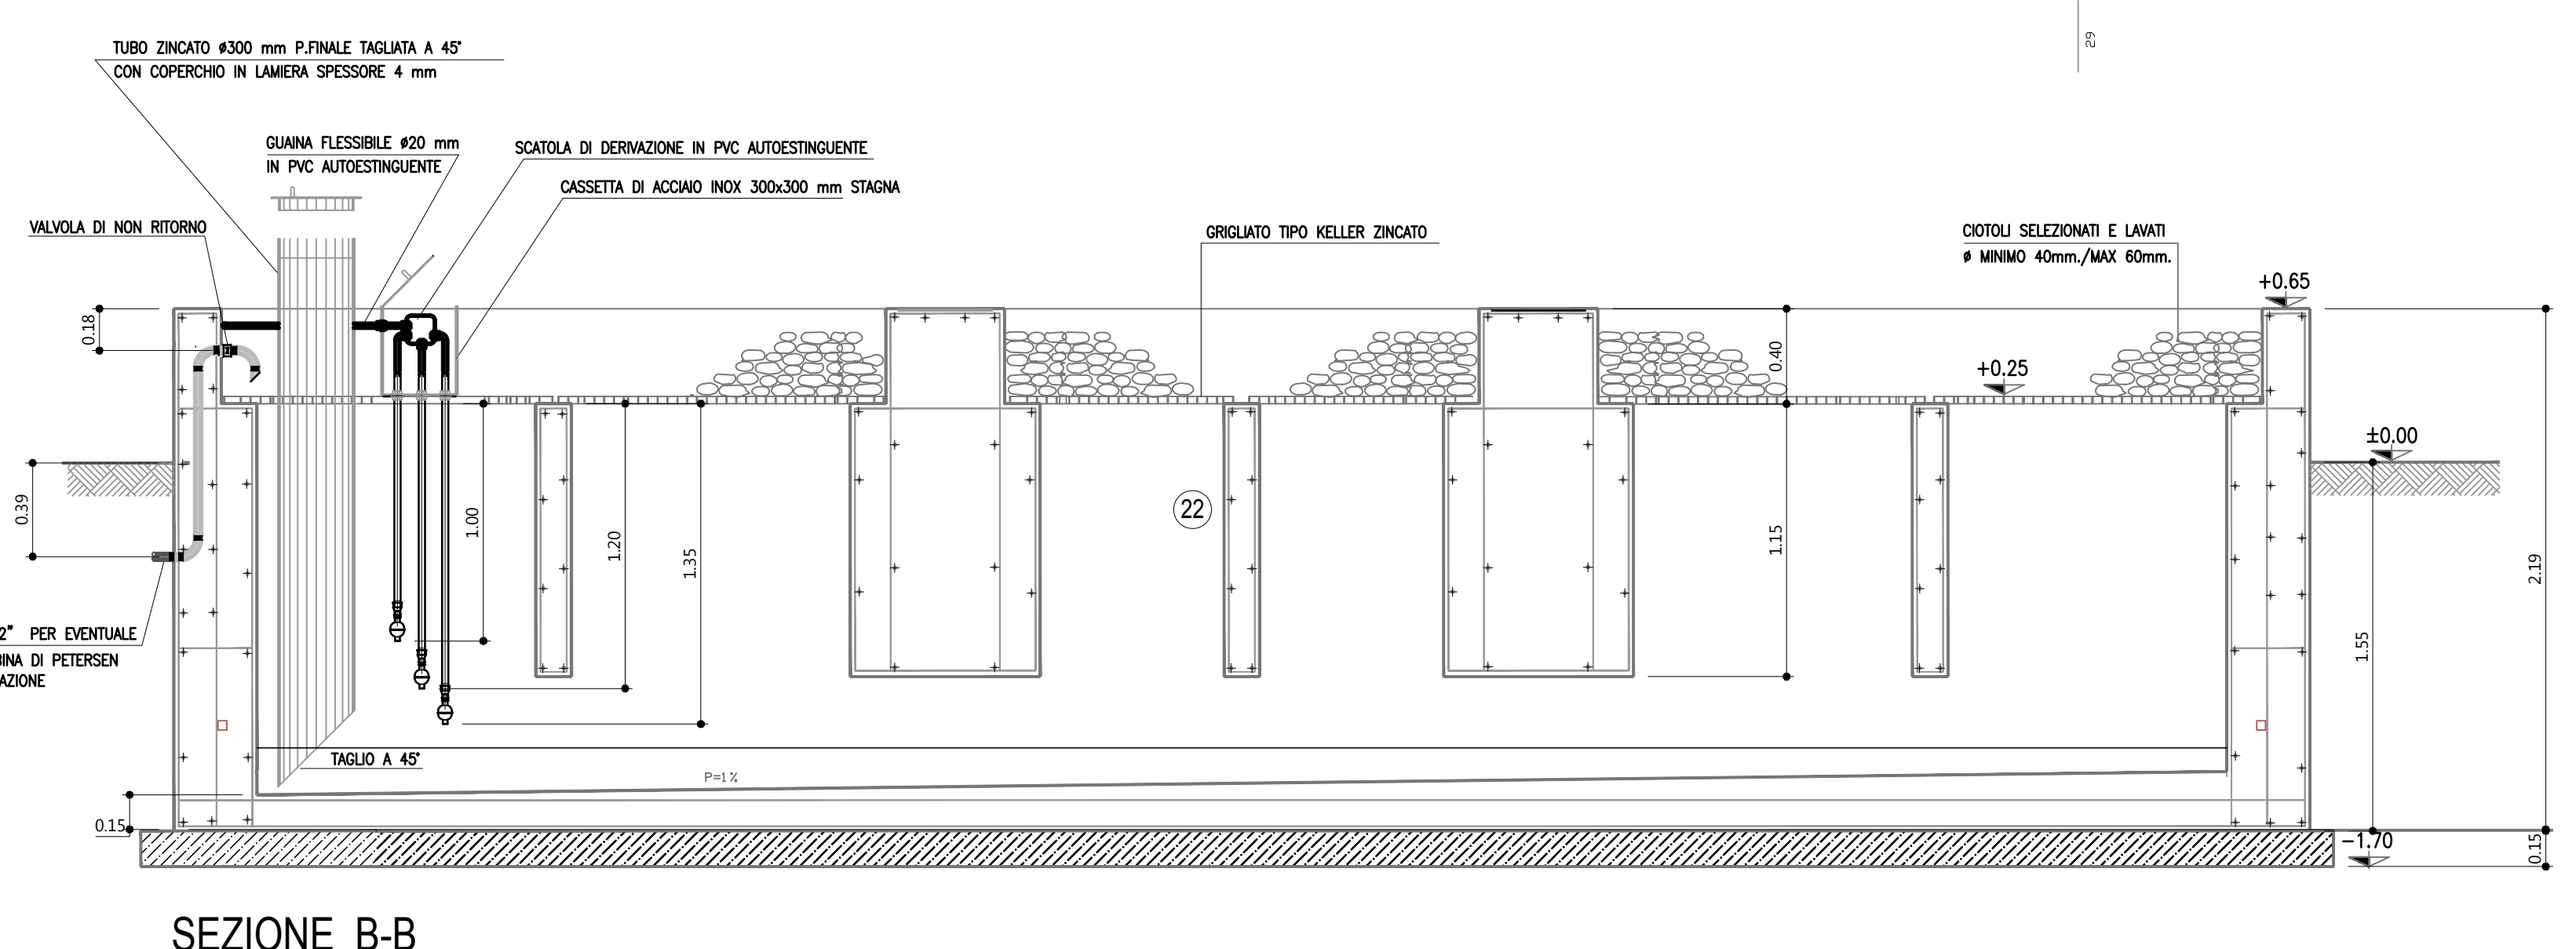 29
TUBO ZINCATO ø300 mm P.FINALE TAGLIATA A 45°
CON COPERCHIO IN LAMIERA SPESSORE 4 mm
GUAINA FLESSIBILE ø20 mm
IN PVC AUTOESTINGUENTE
SCATOLA DI DERIVAZIONE IN PVC AUTOESTINGUENTE
CASSETTA DI ACCIAIO INOX 300x300 mm STAGNA
VALVOLA DI NON RITORNO
GRIGLIATO TIPO KELLER ZINCATO
CIOTOLI SELEZIONATI E LAVATI
ø MINIMO 40mm./MAX 60mm.
+0.65
0.18
0.40
+0.25
±0.00
0.39
1.00
1.20
1.35
22
1.15
2.19
1.55
2" PER EVENTUALE
BINA DI PETERSEN
AZIONE
TAGLIO A 45°
P=1%
0.15
-1.70
0.15
SEZIONE B-B